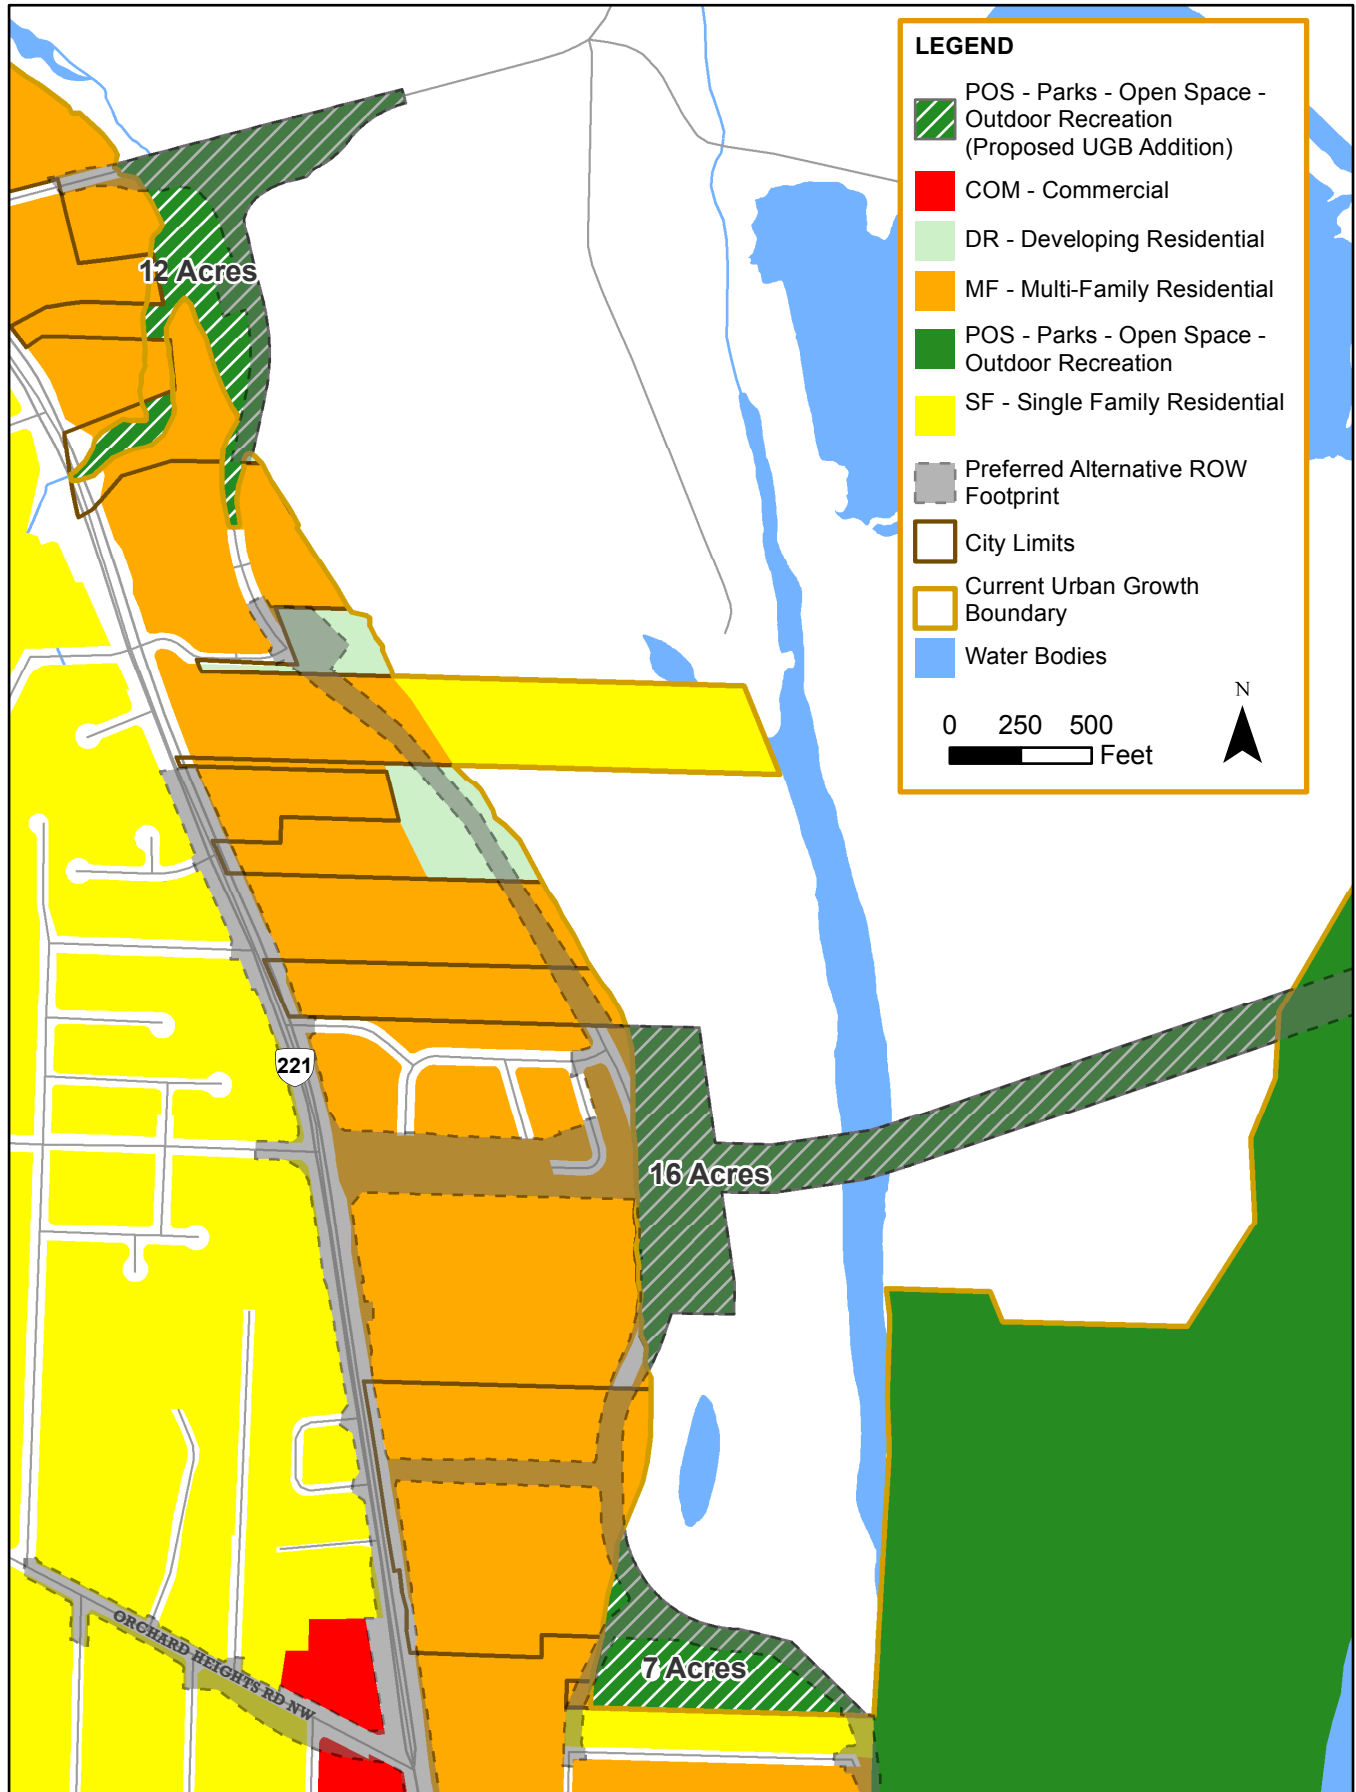 LEGEND
POS - Parks - Open Space -
Outdoor Recreation
(Proposed UGB Addition)
COM - Commercial
DR - Developing Residential
MF - Multi-Family Residential
POS - Parks - Open Space -
Outdoor Recreation
SF - Single Family Residential
Preferred Alternative ROW
Footprint
City Limits
Current Urban Growth
Boundary
Water Bodies
N
0 250 500
Feet
12 Acres
221
16 Acres
7 Acres
ORCHARD HEIGHTS RD NW